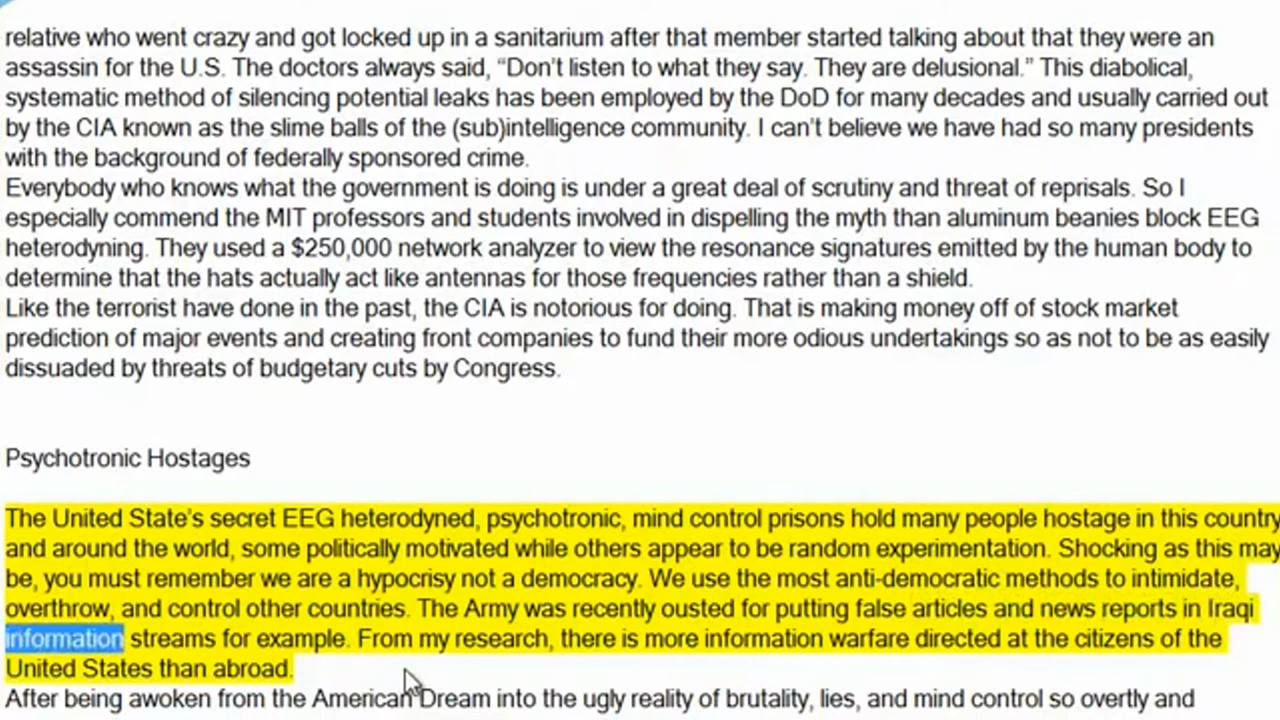 relative who went crazy and got locked up in a sanitarium after that member started talking about that they were an
assassin for the U.S. The doctors always said, “Don’t listen to what they say. They are delusional.” This diabolical,
systematic method of silencing potential leaks has been employed by the DoD for many decades and usually carried out
by the CIA known as the slime balls of the (sub)intelligence community. I can’t believe we have had so many presidents
with the background of federally sponsored crime.
Everybody who knows what the government is doing is under a great deal of scrutiny and threat of reprisals. So I
especially commend the MIT professors and students involved in dispelling the myth than aluminum beanies block EEG
heterodyning. They used a $250,000 network analyzer to view the resonance signatures emitted by the human body to
determine that the hats actually act like antennas for those frequencies rather than a shield.
Like the terrorist have done in the past, the CIA is notorious for doing. That is making money off of stock market
prediction of major events and creating front companies to fund their more odious undertakings so as not to be as easily
dissuaded by threats of budgetary cuts by Congress.
Psychotronic Hostages
The United State’s secret EEG heterodyned, psychotronic, mind control prisons hold many people hostage in this country
and around the world, some politically motivated while others appear to be random experimentation. Shocking as this may
be, you must remember we are a hypocrisy not a democracy. We use the most anti-democratic methods to intimidate,
overthrow, and control other countries. The Army was recently ousted for putting false articles and news reports in Iraqi
information streams for example. From my research, there is more information warfare directed at the citizens of the
United States than abroad.
After being awoken from the American Dream into the ugly reality of brutality, lies, and mind control so overtly and